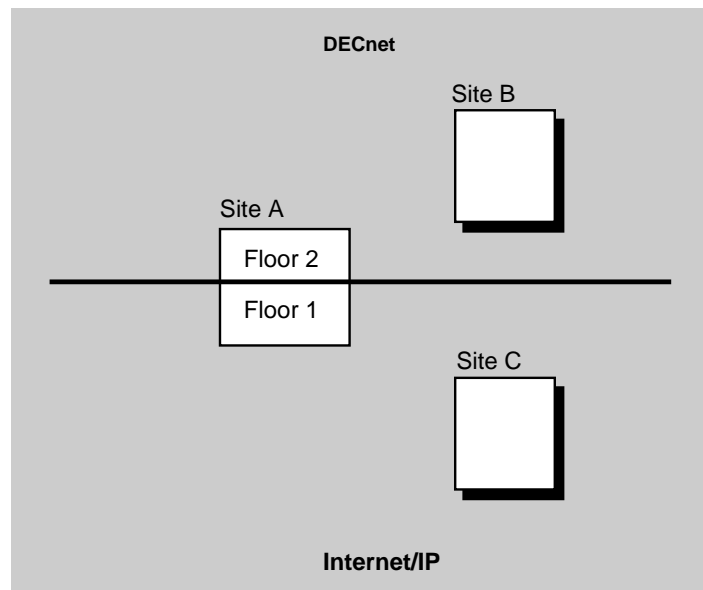 DECnet
Site B
Site A
Floor 2
Floor 1
Site C
Internet/IP